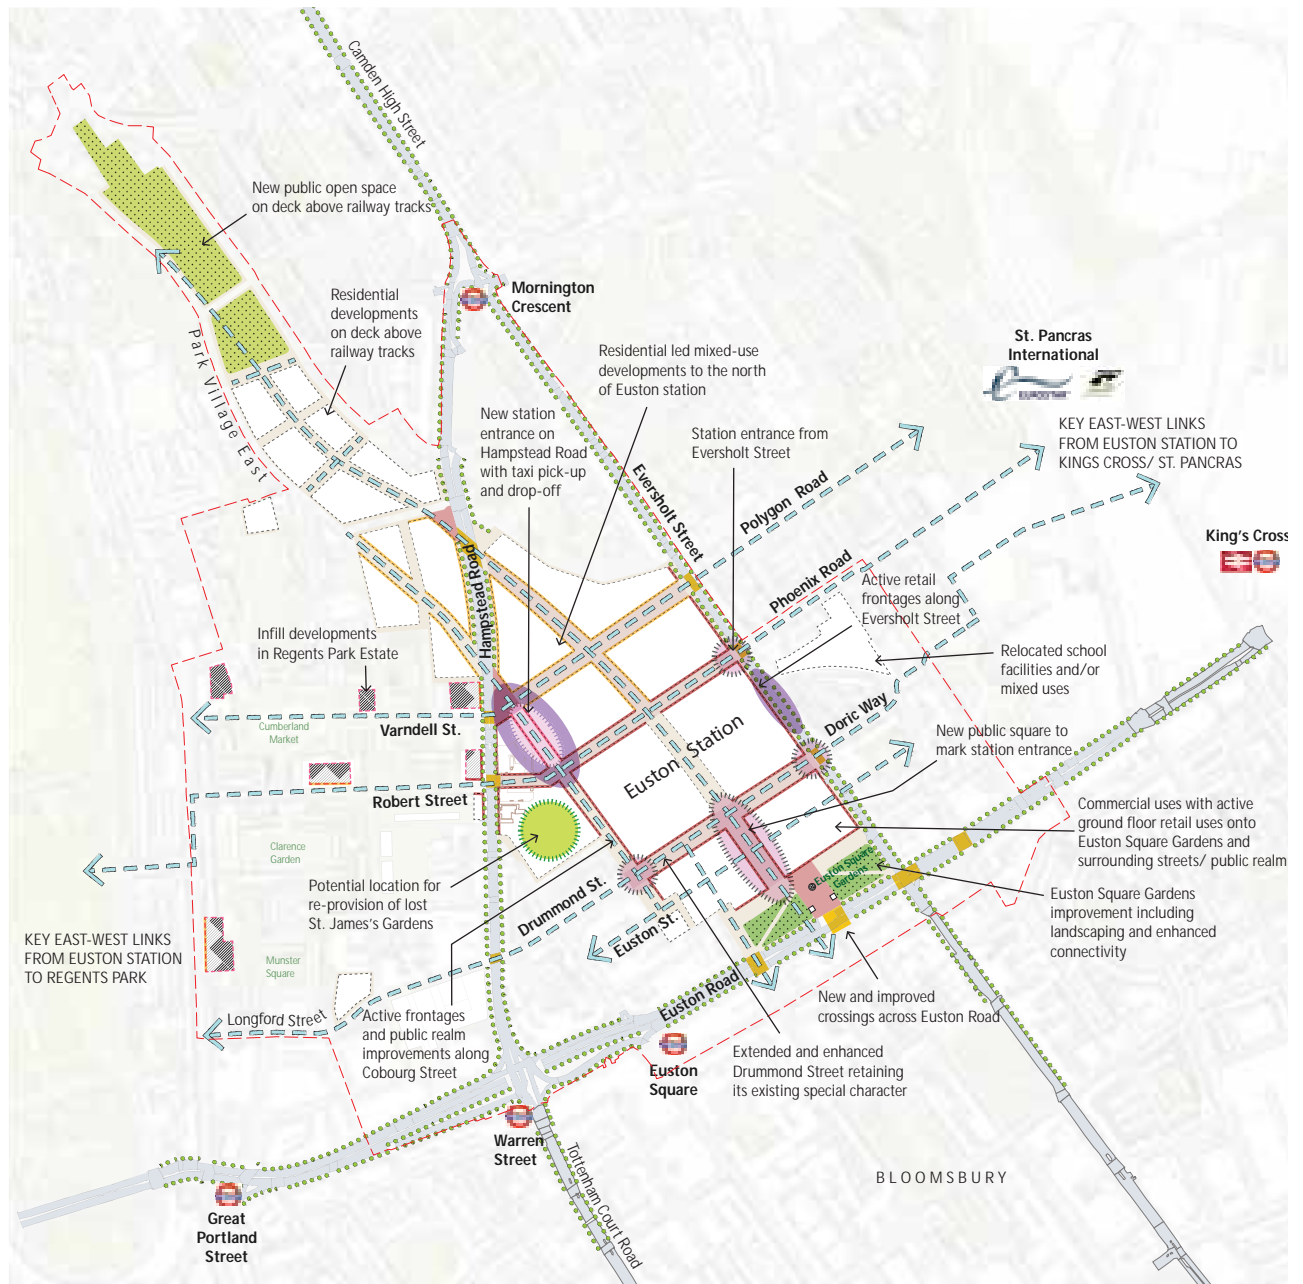 Camden High Street
New public open space
on deck above railway tracks
Mornington
Crescent
Residential
developments
on deck above
railway tracks
Park Village East
Residential led mixed-use
developments to the north
of Euston station
St. Pancras
International
New station
entrance on
Hampstead Road
with taxi pick-up
and drop-off
Station entrance from
Eversholt Street
KEY EAST-WEST LINKS
FROM EUSTON STATION TO
KINGS CROSS/ ST. PANCRAS
Eversholt Street
Polygon Road
King's Cross
Hampstead Road
Phoenix Road
Active retail
frontages along
Eversholt Street
Infill developments
in Regents Park Estate
Relocated school
facilities and/or
mixed uses
Cumberland
Market
Varndell St.
Euston Station
Doric Way
New public square to
mark station entrance
Robert Street
Commercial uses with active
ground floor retail uses onto
Euston Square Gardens and
surrounding streets/ public realm
Clarence
Garden
Potential location for
re-provision of lost
St. James's Gardens
Drummond St.
Euston St.
Euston Square
Gardens
Euston Square Gardens
improvement including
landscaping and enhanced
connectivity
KEY EAST-WEST LINKS
FROM EUSTON STATION
TO REGENTS PARK
Munster
Square
Longford Street
Active frontages
and public realm
improvements along
Cobourg Street
Euston Road
New and improved
crossings across Euston Road
Euston
Square
Extended and enhanced
Drummond Street retaining
its existing special character
Warren
Street
Tottenham Court Road
BLOOMSBURY
Great
Portland
Street